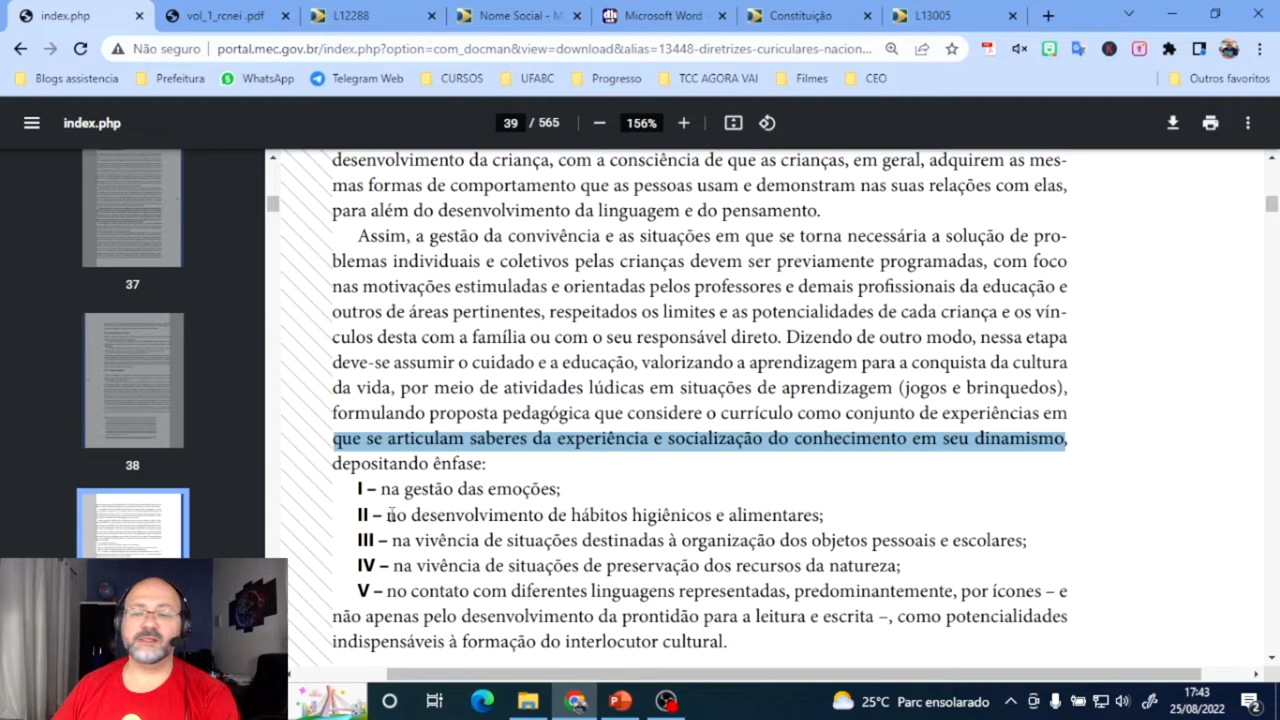 index.php
vol_1_rcnei .pdf
L12288
Nome Social - M
Microsoft Word -
Constituição
L13005
Não seguro
portal.mec.gov.br/index.php?option=com_docman&view=download&alias=13448-diretrizes-curiculares-nacion...
Blogs assistencia
Prefeitura
WhatsApp
Telegram Web
CURSOS
UFABC
Progresso
TCC AGORA VAI
Filmes
CEO
Outros favoritos
index.php
39 / 565
156%
desenvolvimento da criança, com a consciência de que as crianças, em geral, adquirem as mes-
mas formas de comportamento que as pessoas usam e demonstram nas suas relações com elas,
para além do desenvolvimento da linguagem e do pensamento.
Assim, a gestão da convivência e as situações em que se torna necessária a solução de pro-
blemas individuais e coletivos pelas crianças devem ser previamente programadas, com foco
nas motivações estimuladas e orientadas pelos professores e demais profissionais da educação e
outros de áreas pertinentes, respeitados os limites e as potencialidades de cada criança e os vín-
culos desta com a família ou com o seu responsável direto. Dizendo de outro modo, nessa etapa
deve-se assumir o cuidado e a educação, valorizando a aprendizagem para a conquista da cultura
da vida, por meio de atividades lúdicas em situações de aprendizagem (jogos e brinquedos),
formulando proposta pedagógica que considere o currículo como conjunto de experiências em
que se articulam saberes da experiência e socialização do conhecimento em seu dinamismo,
depositando ênfase:
I – na gestão das emoções;
II – no desenvolvimento de hábitos higiênicos e alimentares;
III – na vivência de situações destinadas à organização dos objetos pessoais e escolares;
IV – na vivência de situações de preservação dos recursos da natureza;
V – no contato com diferentes linguagens representadas, predominantemente, por ícones – e
não apenas pelo desenvolvimento da prontidão para a leitura e escrita –, como potencialidades
indispensáveis à formação do interlocutor cultural.
37
38
25°C Parc ensolarado
17:43
25/08/2022
2